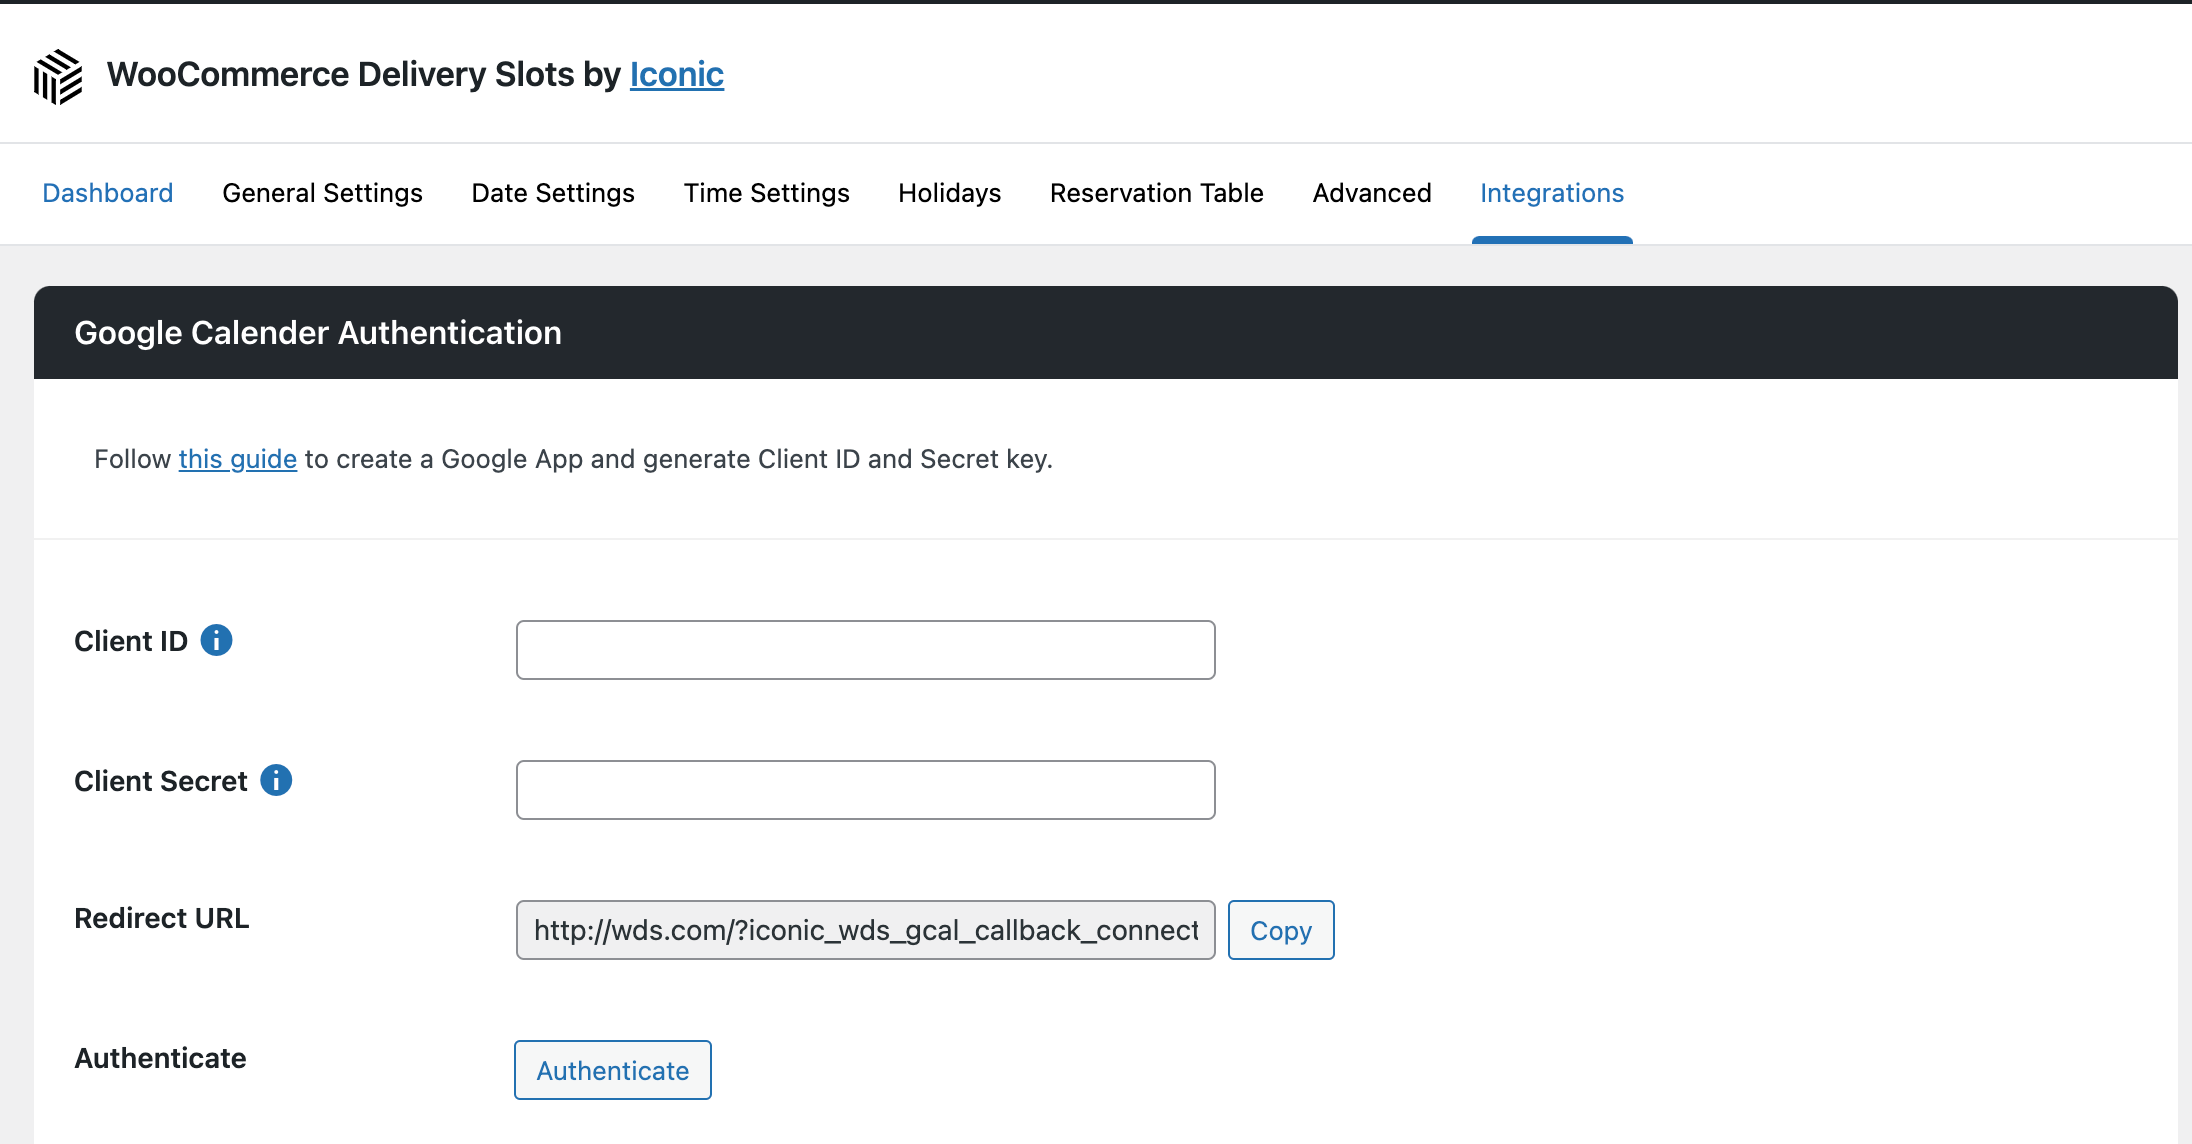 WooCommerce Delivery Slots by Iconic
Dashboard General Settings Date Settings Time Settings Holidays Reservation Table Advanced Integrations
Google Calender Authentication
Follow this guide to create a Google App and generate Client ID and Secret key.
Client ID
Client Secret
Redirect URL http://wds.com/?iconic_wds_gcal_callback_connect Copy
Authenticate Authenticate